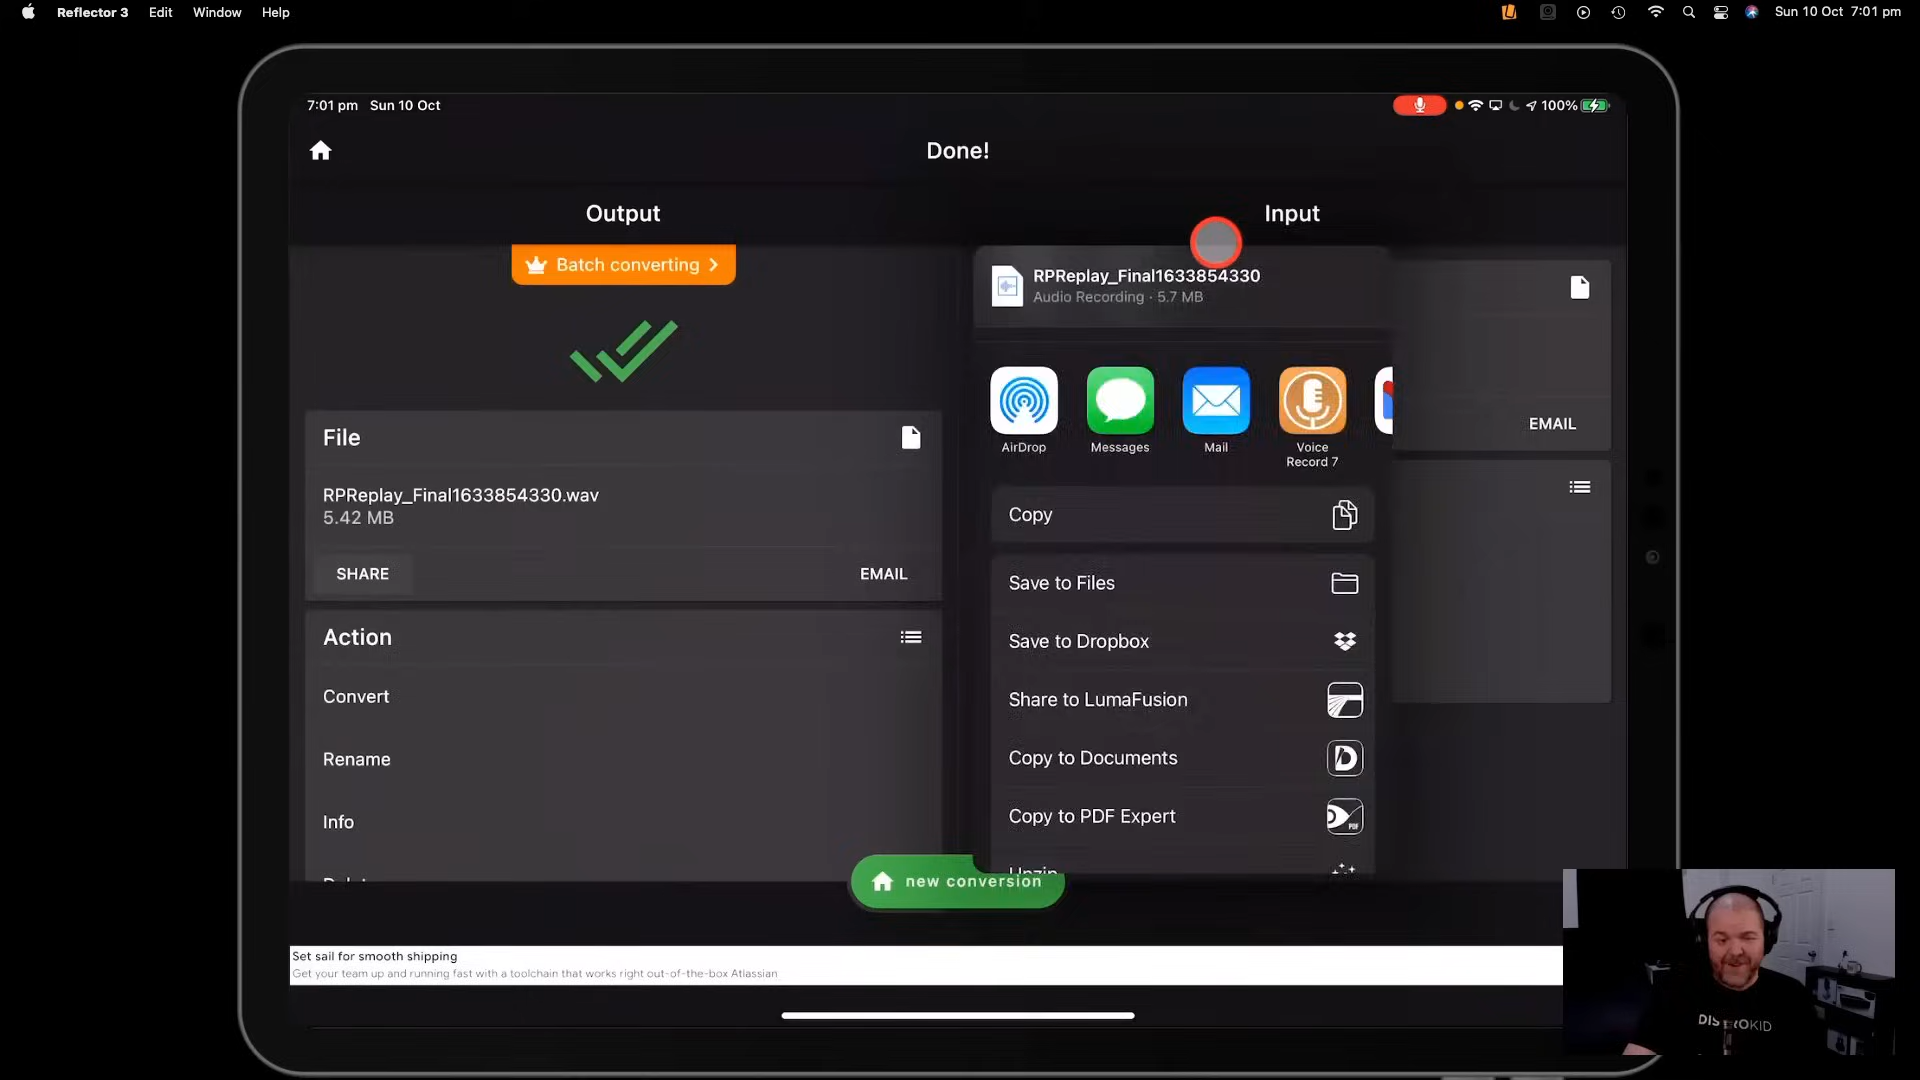 Reflector 3 Edit Window Help Sun 10 Oct 7:01 pm
7:01 pm Sun 10 Oct 100%
Done!
Output Input
Batch converting
RPReplay_Final1633854330
Audio Recording · 5.7 MB
File
RPReplay_Final1633854330.wav
5.42 MB
SHARE EMAIL
AirDrop Messages Mail Voice
Record 7
EMAIL
Copy
Save to Files
Save to Dropbox
Share to LumaFusion
Copy to Documents
Copy to PDF Expert
PDF
Unzip
Action
Convert
Rename
Info
new conversion
Set sail for smooth shipping
Get your team up and running fast with a toolchain that works right out-of-the-box Atlassian